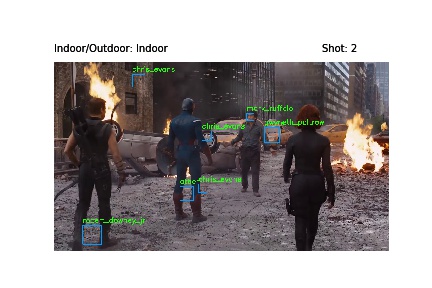 Indoor/Outdoor: Indoor
Shot: 2
chris_evans
mark_ruffalo
chris_evans
gwyneth_paltrow
chris_evans
robert_downey_jr